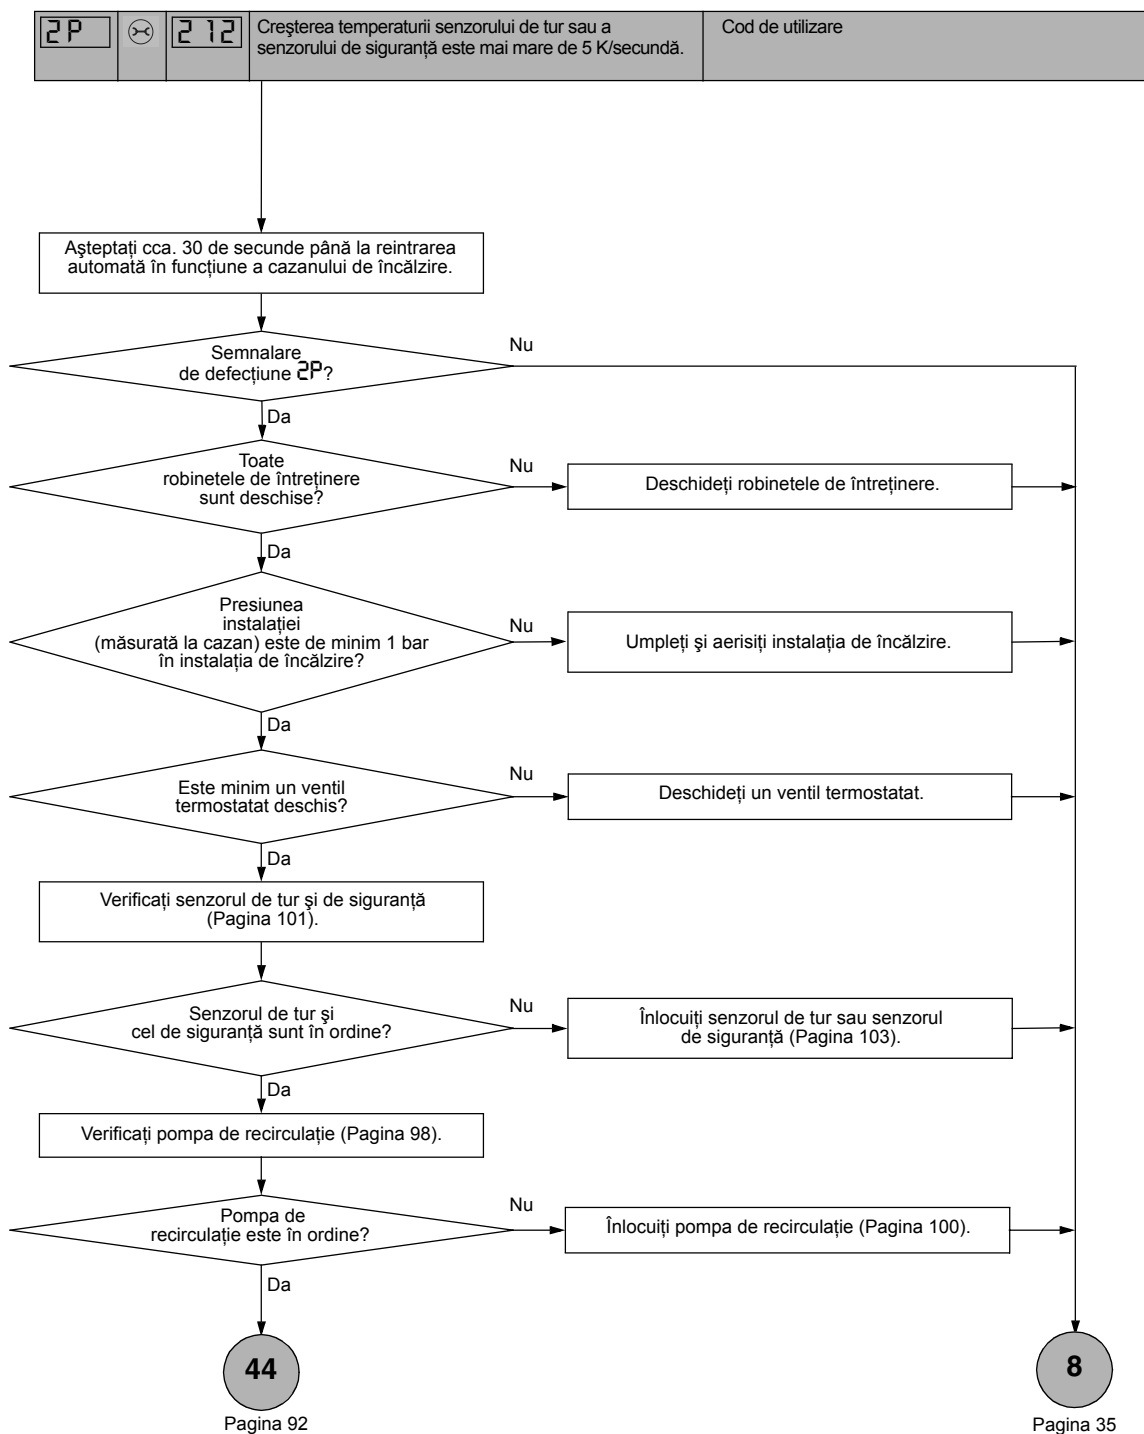 2P
212
Creşterea temperaturii senzorului de tur sau a
senzorului de siguranță este mai mare de 5 K/secundă.
Cod de utilizare
Aşteptați cca. 30 de secunde până la reintrarea
automată în funcțiune a cazanului de încălzire.
Semnalare
de defecțiune 2P?
Nu
Da
Toate
robinetele de întreținere
sunt deschise?
Nu
Deschideți robinetele de întreținere.
Da
Presiunea
instalației
(măsurată la cazan) este de minim 1 bar
în instalația de încălzire?
Nu
Umpleți şi aerisiți instalația de încălzire.
Da
Este minim un ventil
termostatat deschis?
Nu
Deschideți un ventil termostatat.
Da
Verificați senzorul de tur şi de siguranță
(Pagina 101).
Senzorul de tur şi
cel de siguranță sunt în ordine?
Nu
Înlocuiți senzorul de tur sau senzorul
de siguranță (Pagina 103).
Da
Verificați pompa de recirculație (Pagina 98).
Pompa de
recirculație este în ordine?
Nu
Înlocuiți pompa de recirculație (Pagina 100).
Da
44
Pagina 92
8
Pagina 35